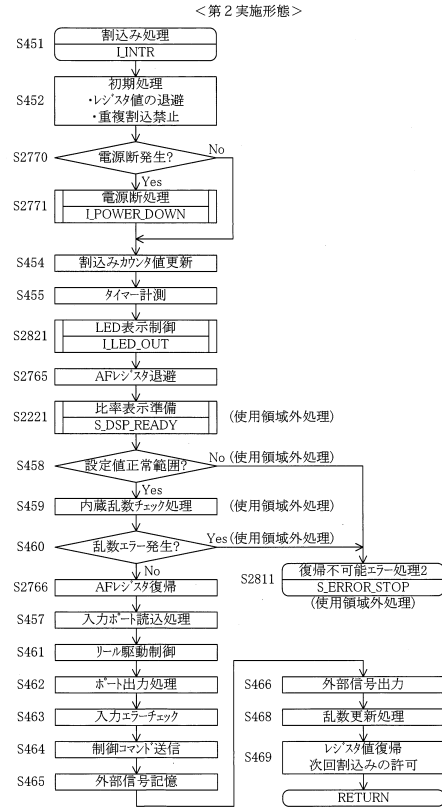 ＜第２実施形態＞
S451
割込み処理
I_INTR
S452
初期処理
・レジスタ値の退避
・重複割込禁止
S2770
電源断発生?
No
Yes
S2771
電源断処理
I_POWER_DOWN
S454
割込みカウンタ値更新
S455
タイマー計測
S2821
LED表示制御
I_LED_OUT
S2765
AFレジスタ退避
S2221
比率表示準備
S_DSP_READY
(使用領域外処理)
S458
設定値正常範囲?
No (使用領域外処理)
Yes
S459
内蔵乱数チェック処理
(使用領域外処理)
S460
乱数エラー発生?
Yes(使用領域外処理)
No
S2811
復帰不可能エラー処理2
S_ERROR_STOP
(使用領域外処理)
S2766
AFレジスタ復帰
S457
入力ポート読込処理
S461
リール駆動制御
S462
ポート出力処理
S463
入力エラーチェック
S464
制御コマンド送信
S465
外部信号記憶
S466
外部信号出力
S468
乱数更新処理
S469
レジスタ値復帰
次回割込みの許可
RETURN